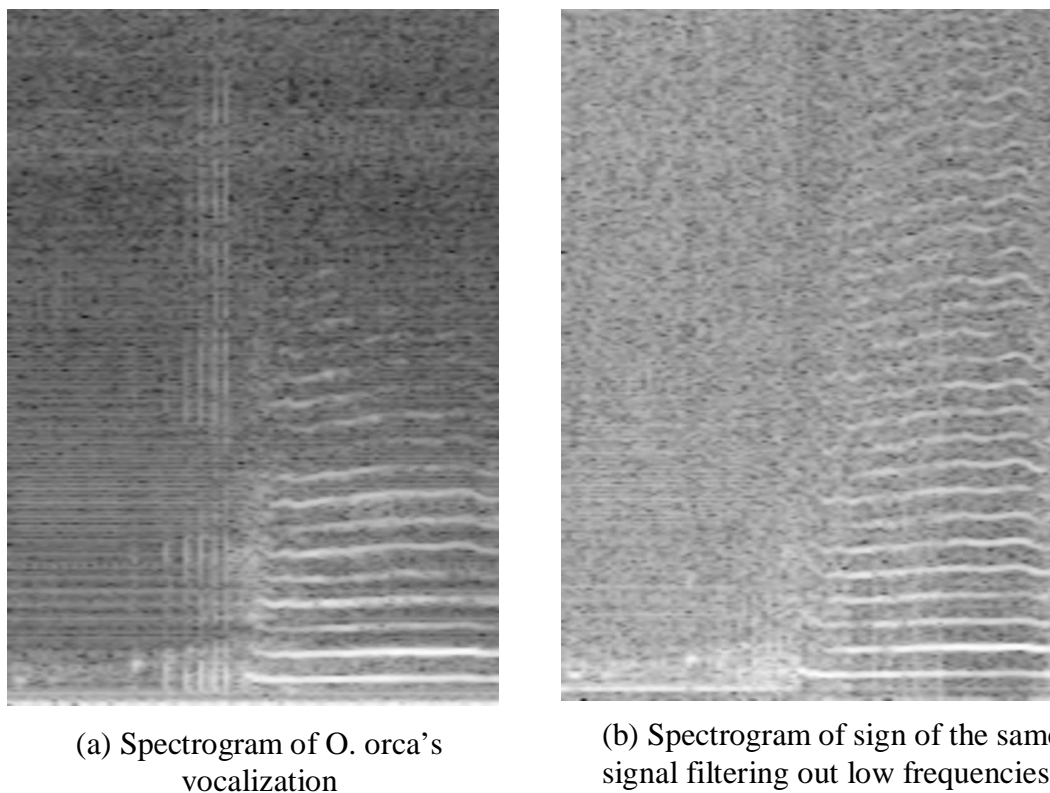 (a) Spectrogram of O. orca's
vocalization
(b) Spectrogram of sign of the same
signal filtering out low frequencies